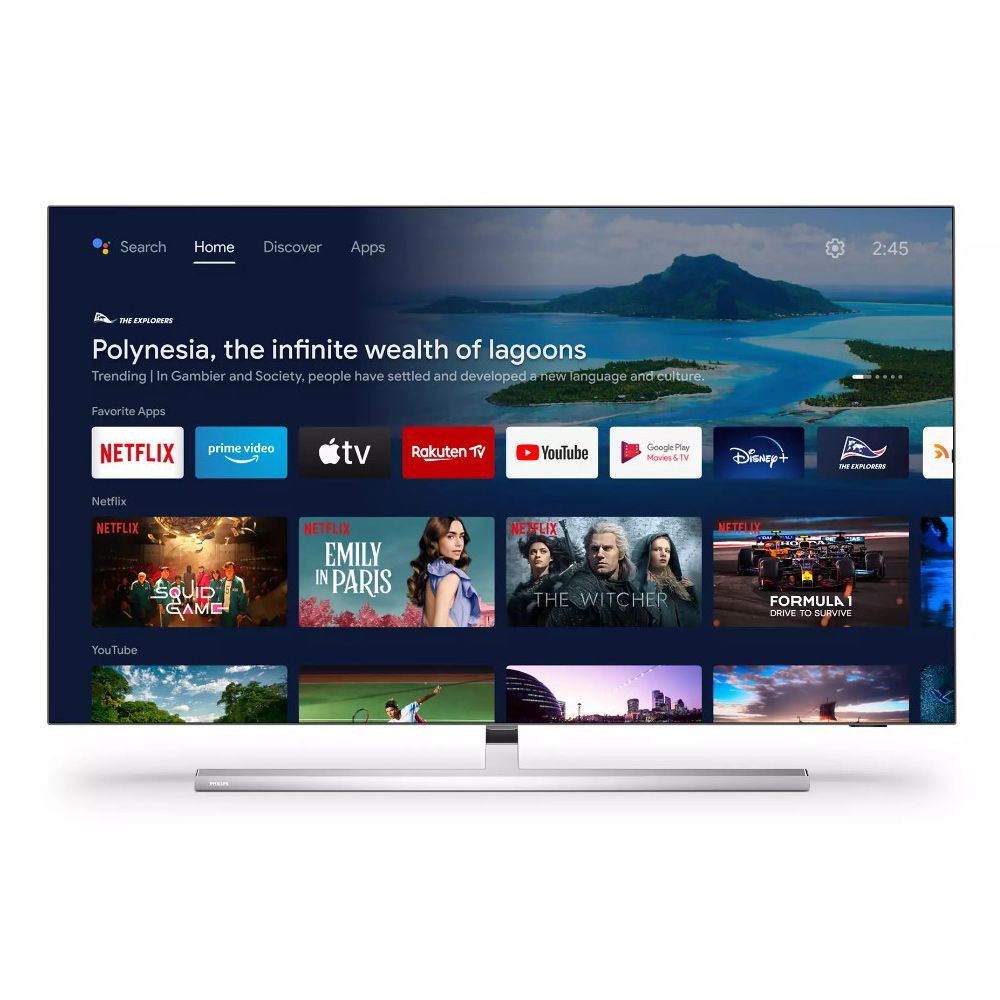 Search Home Discover Apps 2:45
THE EXPLORERS
Polynesia, the infinite wealth of lagoons
Trending | In Gambier and Society, people have settled and developed a new language and culture.
Favorite Apps
NETFLIX prime video tv Rakuten TV YouTube Google Play Movies & TV Disney+ THE EXPLORERS
Netflix
NETFLIX NETFLIX NETFLIX NETFLIX
SQUID GAME
EMILY IN PARIS
THE WITCHER
HONDA
FORMULA 1
DRIVE TO SURVIVE
YouTube
PHILIPS